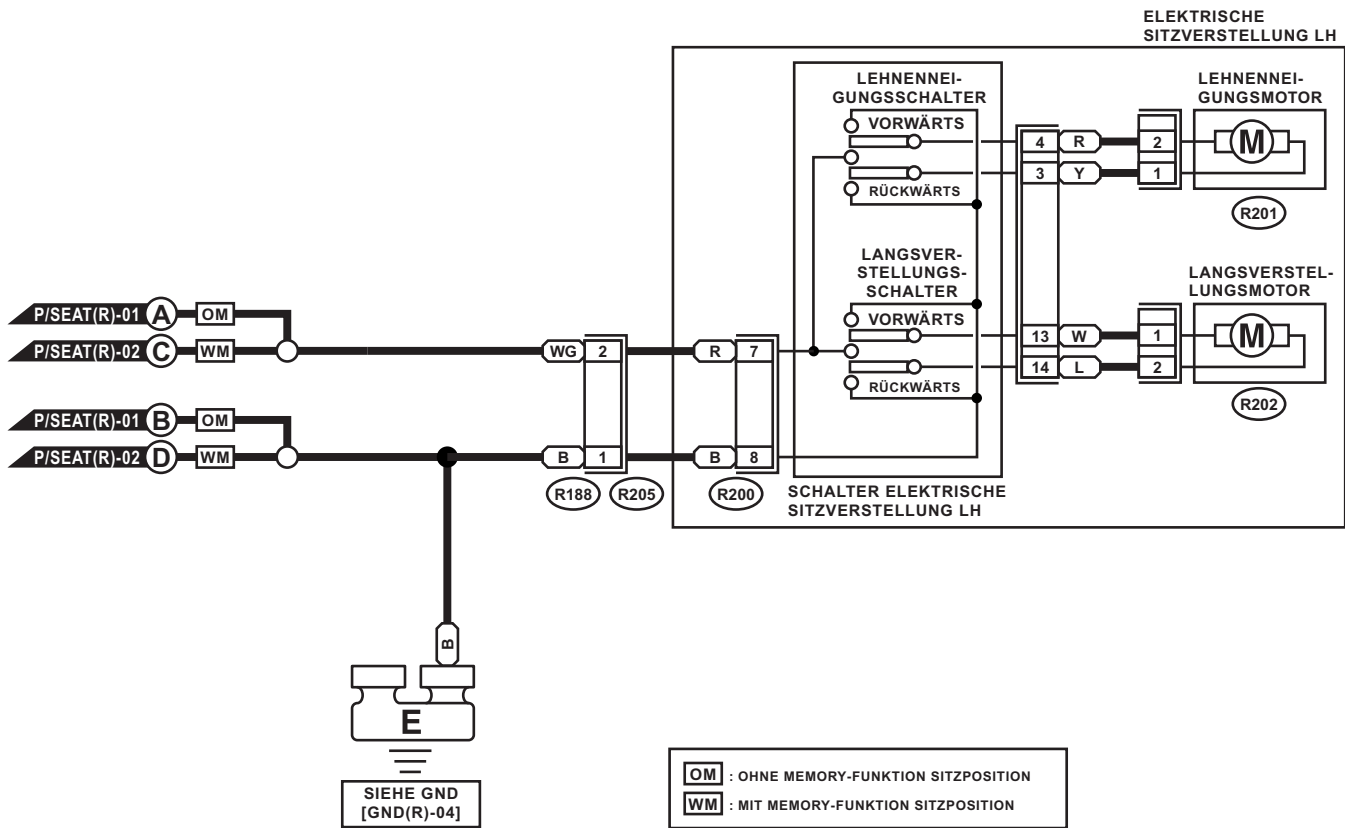 ELEKTRISCHE
SITZVERSTELLUNG LH
LEHNENNEI-
GUNGSSCHALTER
VORWÄRTS
RÜCKWÄRTS
4 R 2
3 Y 1
LEHNENNEI-
GUNGSMOTOR
M
R201
LANGSVER-
STELLUNGS-
SCHALTER
VORWÄRTS
RÜCKWÄRTS
13 W 1
14 L 2
LANGSVERSTEL-
LUNGSMOTOR
M
R202
P/SEAT(R)-01 A OM
P/SEAT(R)-02 C WM
WG 2 R 7
P/SEAT(R)-01 B OM
P/SEAT(R)-02 D WM
B 1 B 8
R188 R205 R200
SCHALTER ELEKTRISCHE
SITZVERSTELLUNG LH
B
E
SIEHE GND
[GND(R)-04]
OM : OHNE MEMORY-FUNKTION SITZPOSITION
WM : MIT MEMORY-FUNKTION SITZPOSITION